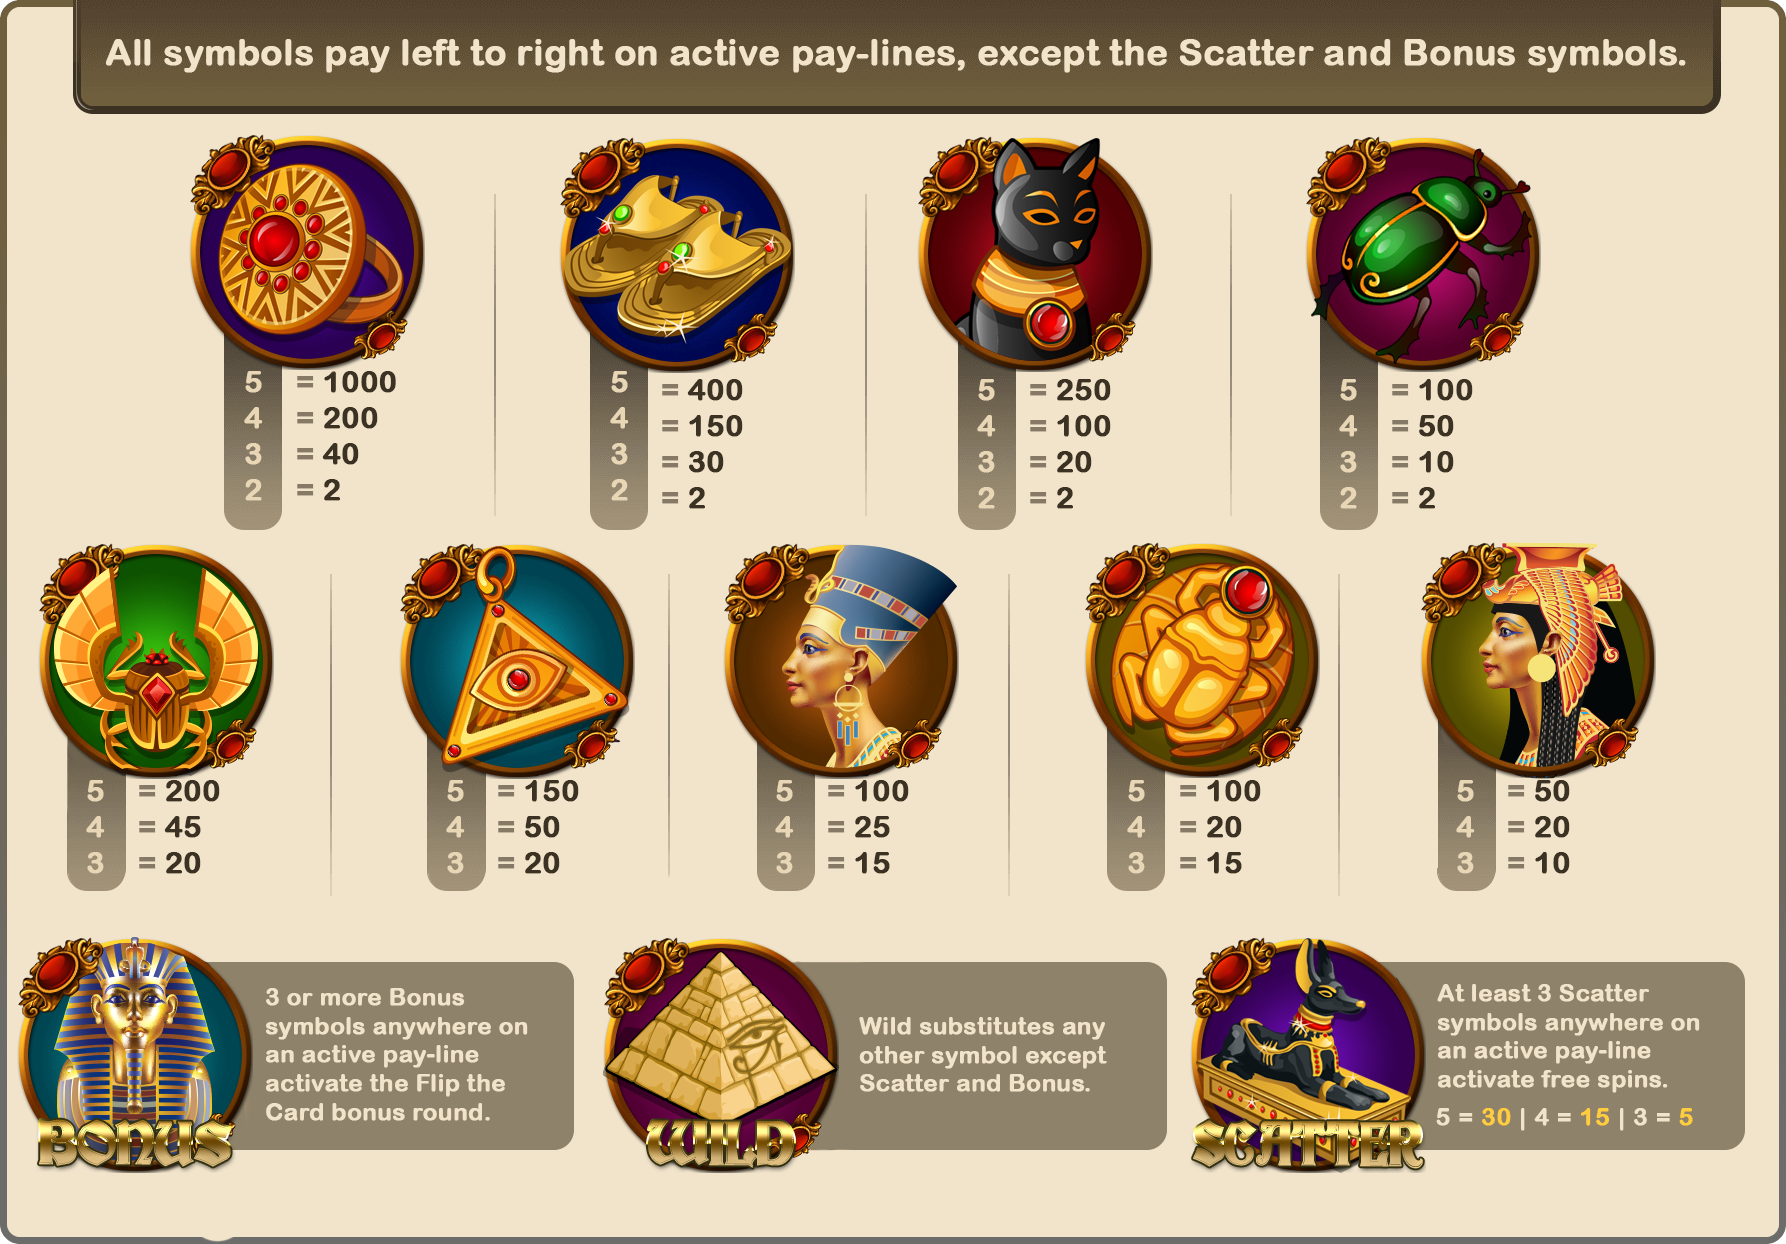 All symbols pay left to right on active pay-lines, except the Scatter and Bonus symbols.
5 = 1000
4 = 200
3 = 40
2 = 2
5 = 400
4 = 150
3 = 30
2 = 2
5 = 250
4 = 100
3 = 20
2 = 2
5 = 100
4 = 50
3 = 10
2 = 2
5 = 200
4 = 45
3 = 20
5 = 150
4 = 50
3 = 20
5 = 100
4 = 25
3 = 15
5 = 100
4 = 20
3 = 15
5 = 50
4 = 20
3 = 10
BONUS
3 or more Bonus
symbols anywhere on
an active pay-line
activate the Flip the
Card bonus round.
WILD
Wild substitutes any
other symbol except
Scatter and Bonus.
SCATTER
At least 3 Scatter
symbols anywhere on
an active pay-line
activate free spins.
5 = 30 | 4 = 15 | 3 = 5